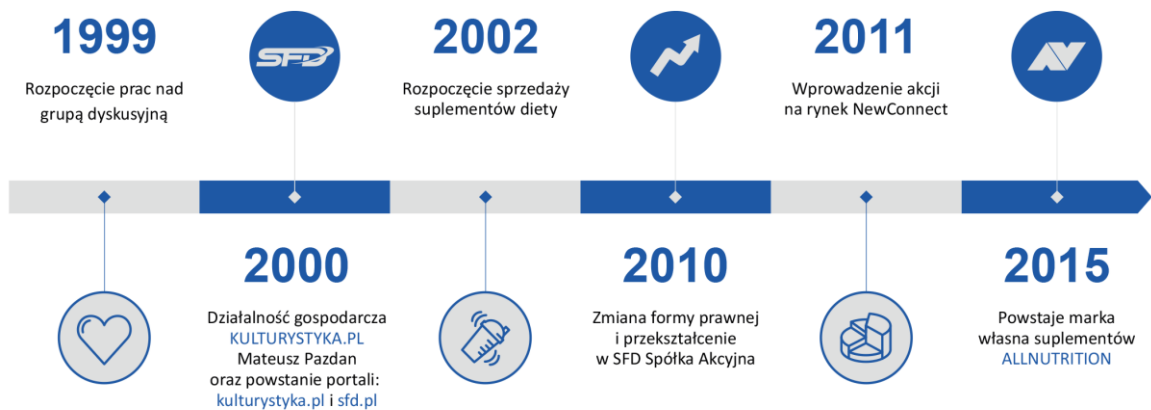 1999
Rozpoczęcie prac nad
grupą dyskusyjną
SFD
2000
Działalność gospodarcza
KULTURYSTYKA.PL
Mateusz Pazdan
oraz powstanie portali:
kulturystyka.pl i sfd.pl
2002
Rozpoczęcie sprzedaży
suplementów diety
2010
Zmiana formy prawnej
i przekształcenie
w SFD Spółka Akcyjna
2011
Wprowadzenie akcji
na rynek NewConnect
2015
Powstaje marka
własna suplementów
ALLNUTRITION